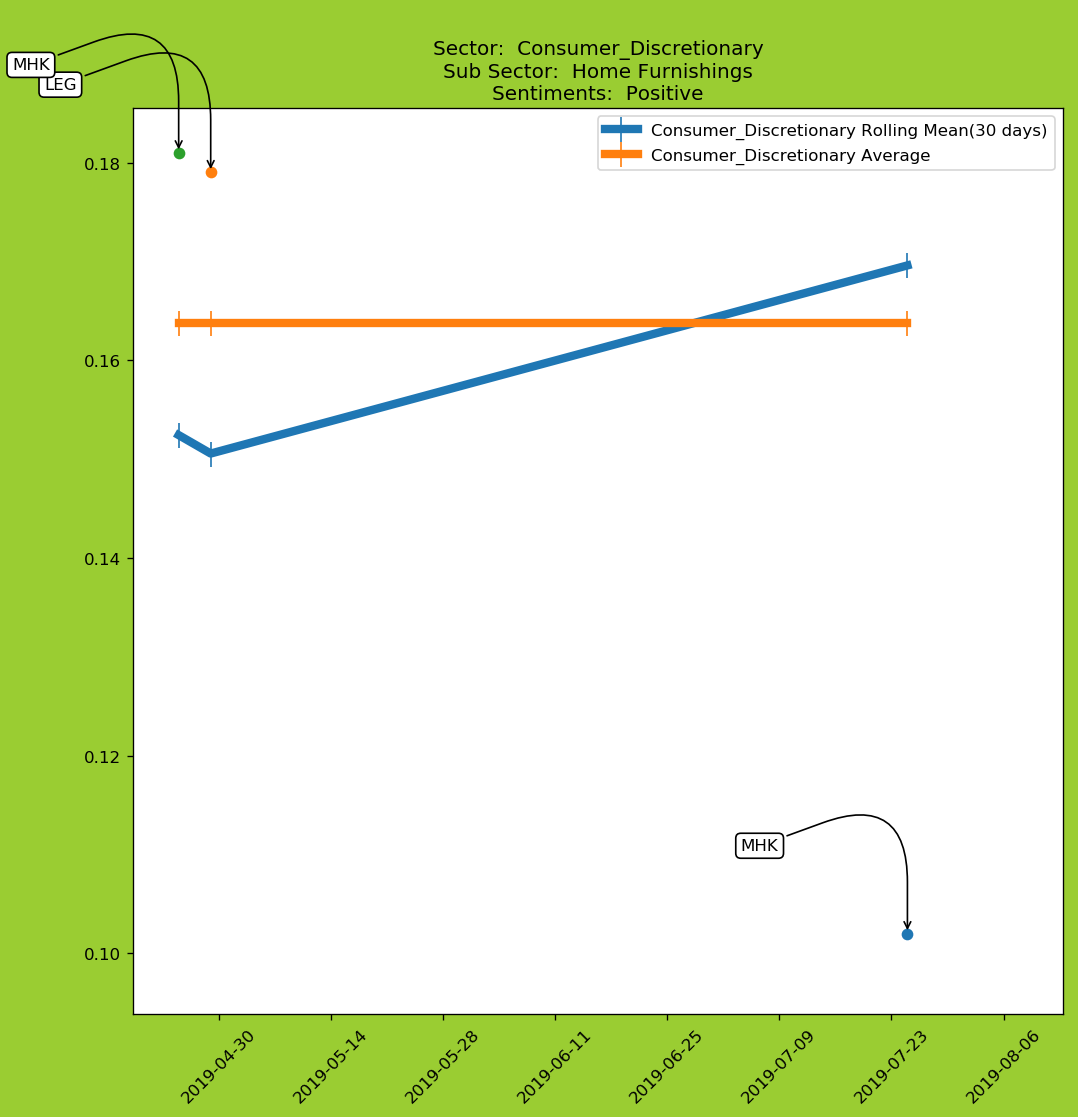 Sector:  Consumer_Discretionary
Sub Sector:  Home Furnishings
Sentiments:  Positive
MHK
LEG
Consumer_Discretionary Rolling Mean(30 days)
Consumer_Discretionary Average
0.18
0.16
0.14
0.12
0.10
MHK
2019-04-30
2019-05-14
2019-05-28
2019-06-11
2019-06-25
2019-07-09
2019-07-23
2019-08-06